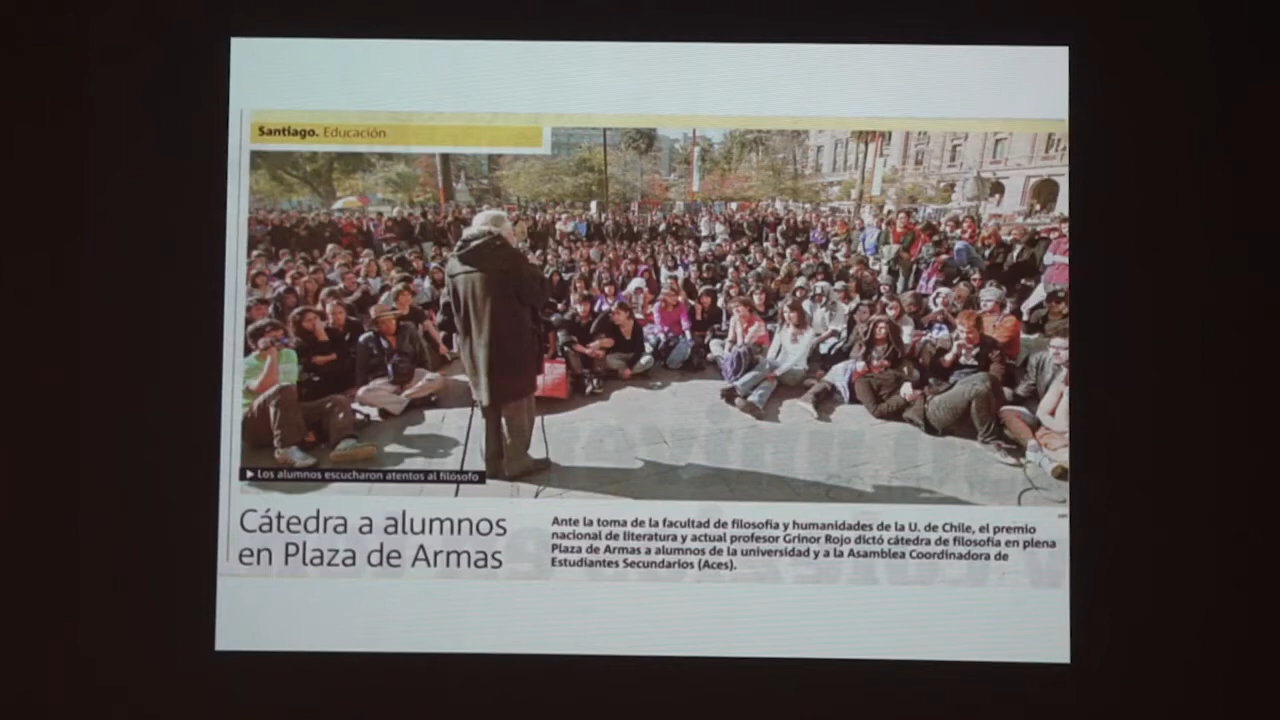 Santiago. Educación
▶ Los alumnos escucharon atentos al filósofo
Cátedra a alumnos
en Plaza de Armas
Ante la toma de la facultad de filosofía y humanidades de la U. de Chile, el premio
nacional de literatura y actual profesor Grinor Rojo dictó cátedra de filosofía en plena
Plaza de Armas a alumnos de la universidad y a la Asamblea Coordinadora de
Estudiantes Secundarios (Aces).